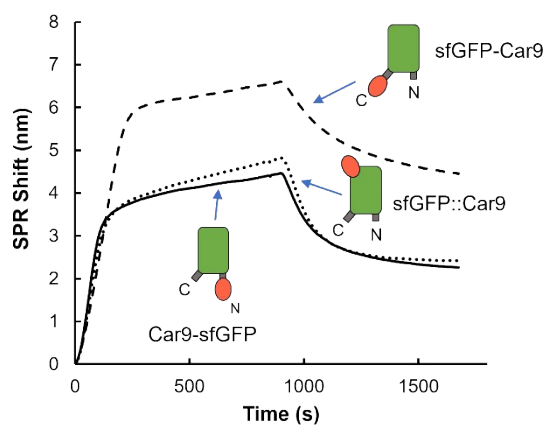 8
7
6
5
4
3
2
1
0
SPR Shift (nm)
0
500
1000
1500
Time (s)
sfGFP-Car9
C
N
sfGFP::Car9
C
N
C
N
Car9-sfGFP